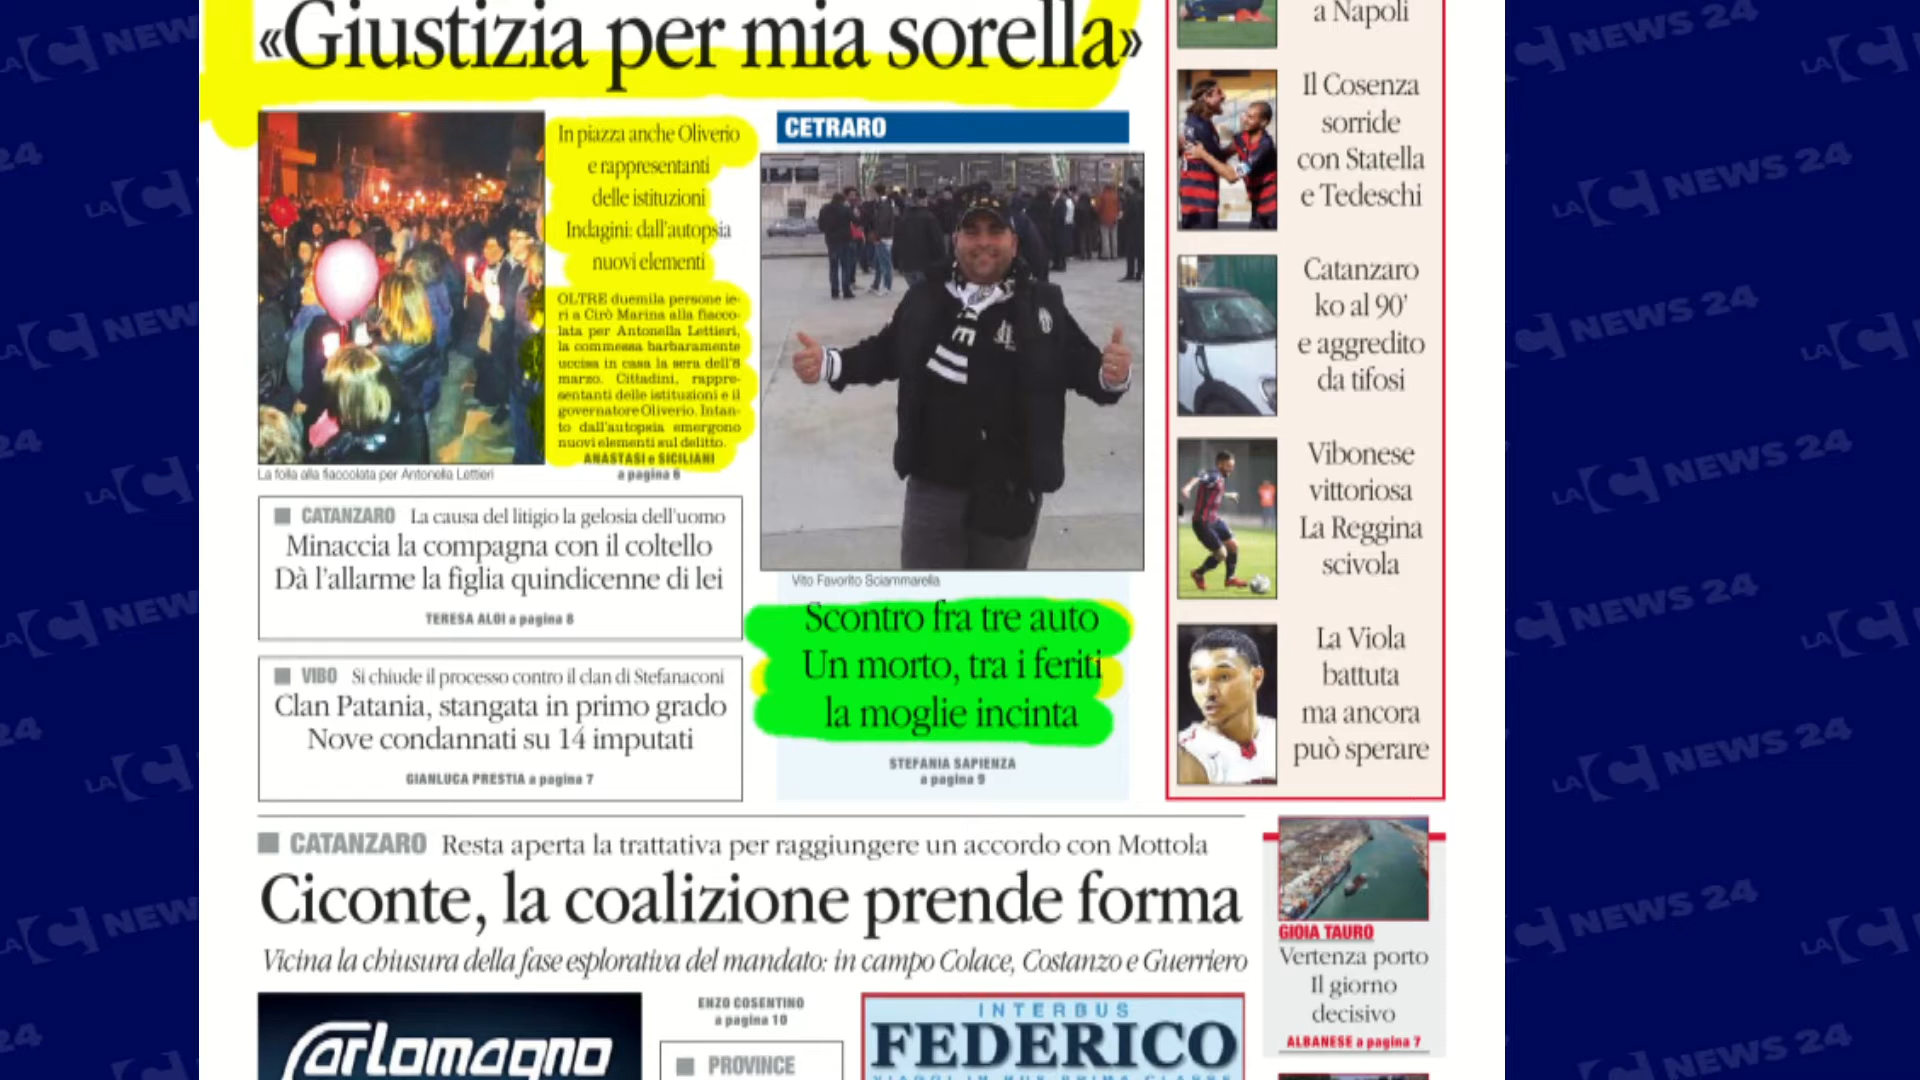 «Giustizia per mia sorella»
In piazza anche Oliverio
e rappresentanti
delle istituzioni
Indagini: dall'autopsia
nuovi elementi
OLTRE duemila persone ie-
ri a Cirò Marina alla fiacco-
lata per Antonella Lettieri,
la commessa barbaramente
uccisa in casa la sera dell'8
marzo. Cittadini, rappre-
sentanti delle istituzioni e il
governatore Oliverio. Intan-
to dall'autopsia emergono
nuovi elementi sul delitto.
ANASTASI e SICILIANI
a pagina 6
La folla alla fiaccolata per Antonella Lettieri
CATANZARO La causa del litigio la gelosia dell'uomo
Minaccia la compagna con il coltello
Dà l'allarme la figlia quindicenne di lei
TERESA ALOI a pagina 8
VIBO Si chiude il processo contro il clan di Stefanaconi
Clan Patania, stangata in primo grado
Nove condannati su 14 imputati
GIANLUCA PRESTIA a pagina 7
CETRARO
Vito Favorito Sciammarella
Scontro fra tre auto
Un morto, tra i feriti
la moglie incinta
STEFANIA SAPIENZA
a pagina 9
a Napoli
Il Cosenza
sorride
con Statella
e Tedeschi
Catanzaro
ko al 90'
e aggredito
da tifosi
Vibonese
vittoriosa
La Reggina
scivola
La Viola
battuta
ma ancora
può sperare
CATANZARO Resta aperta la trattativa per raggiungere un accordo con Mottola
Ciconte, la coalizione prende forma
Vicina la chiusura della fase esplorativa del mandato: in campo Colace, Costanzo e Guerriero
ENZO COSENTINO
a pagina 10
GIOIA TAURO
Vertenza porto
Il giorno
decisivo
ALBANESE a pagina 7
Carlomagno
PROVINCE
INTERBUS
FEDERICO
LAC NEWS 24